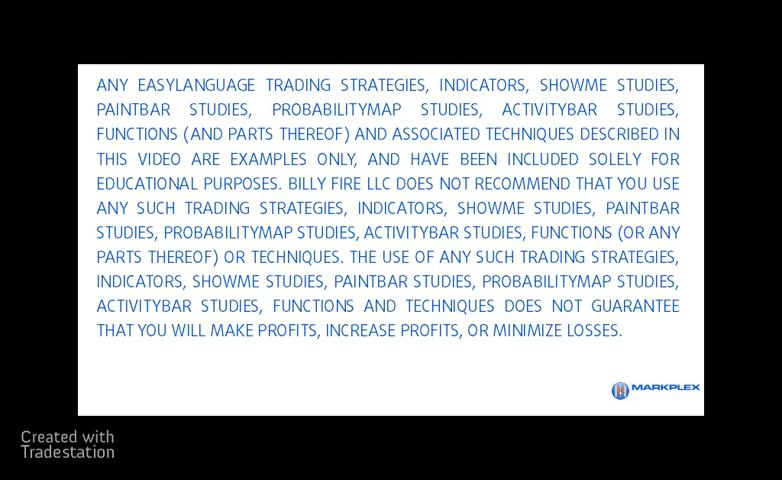 ANY EASYLANGUAGE TRADING STRATEGIES, INDICATORS, SHOWME STUDIES,
PAINTBAR STUDIES, PROBABILITYMAP STUDIES, ACTIVITYBAR STUDIES,
FUNCTIONS (AND PARTS THEREOF) AND ASSOCIATED TECHNIQUES DESCRIBED IN
THIS VIDEO ARE EXAMPLES ONLY, AND HAVE BEEN INCLUDED SOLELY FOR
EDUCATIONAL PURPOSES. BILLY FIRE LLC DOES NOT RECOMMEND THAT YOU USE
ANY SUCH TRADING STRATEGIES, INDICATORS, SHOWME STUDIES, PAINTBAR
STUDIES, PROBABILITYMAP STUDIES, ACTIVITYBAR STUDIES, FUNCTIONS (OR ANY
PARTS THEREOF) OR TECHNIQUES. THE USE OF ANY SUCH TRADING STRATEGIES,
INDICATORS, SHOWME STUDIES, PAINTBAR STUDIES, PROBABILITYMAP STUDIES,
ACTIVITYBAR STUDIES, FUNCTIONS AND TECHNIQUES DOES NOT GUARANTEE
THAT YOU WILL MAKE PROFITS, INCREASE PROFITS, OR MINIMIZE LOSSES.
MARKPLEX
Created with
Tradestation